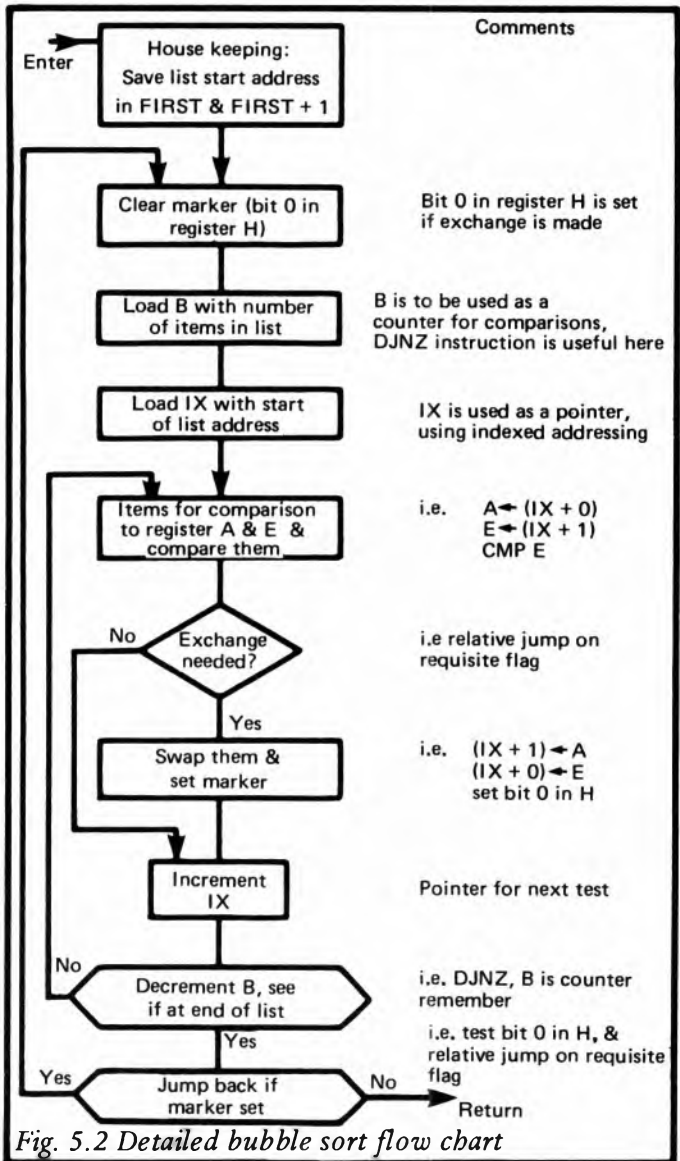 Comments
Enter
House keeping:
Save list start address
in FIRST & FIRST + 1
Clear marker (bit 0 in
register H)
Bit 0 in register H is set
if exchange is made
Load B with number
of items in list
B is to be used as a
counter for comparisons,
DJNZ instruction is useful here
Load IX with start
of list address
IX is used as a pointer,
using indexed addressing
Items for comparison
to register A & E &
compare them
i.e. A← (IX + 0)
E← (IX + 1)
CMP E
No
Exchange
needed?
i.e relative jump on
requisite flag
Yes
Swap them &
set marker
i.e. (IX + 1)←A
(IX + 0)←E
set bit 0 in H
Increment
IX
Pointer for next test
No
Decrement B, see
if at end of list
i.e. DJNZ, B is counter
remember
Yes
i.e. test bit 0 in H, &
relative jump on requisite
flag
Yes
Jump back if
marker set
No
Return
Fig. 5.2 Detailed bubble sort flow chart